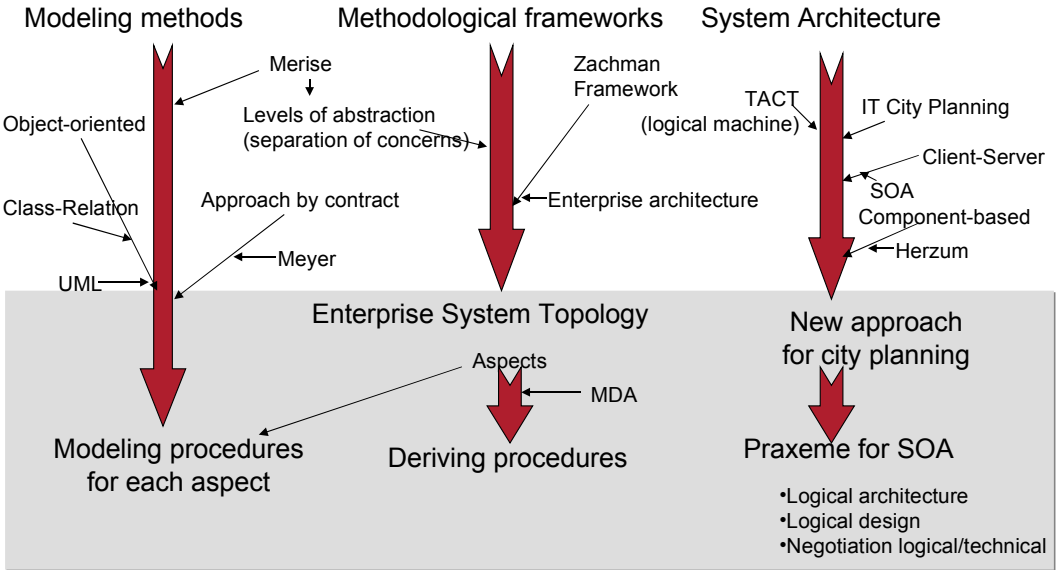 Modeling methods
Methodological frameworks
System Architecture
Merise
Levels of abstraction
(separation of concerns)
Object-oriented
Class-Relation
Approach by contract
Meyer
UML
Zachman
Framework
Enterprise architecture
TACT
(logical machine)
IT City Planning
Client-Server
SOA
Component-based
Herzum
Enterprise System Topology
New approach
for city planning
Aspects
MDA
Modeling procedures
for each aspect
Deriving procedures
Praxeme for SOA
•Logical architecture
•Logical design
•Negotiation logical/technical